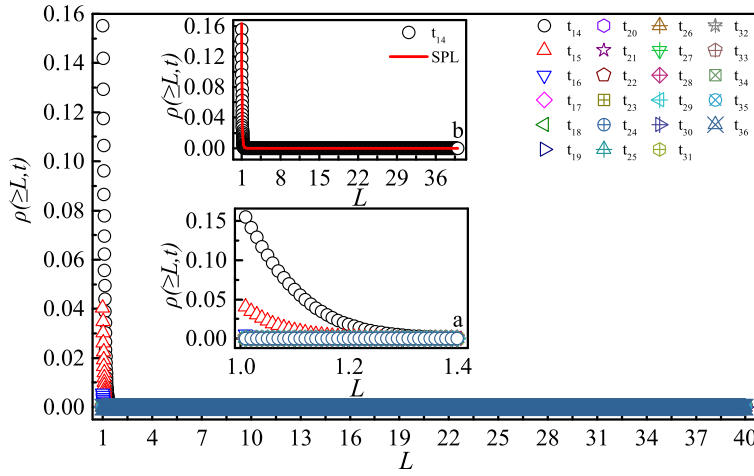 0.16
0.14
0.12
0.10
0.08
0.06
0.04
0.02
0.00
ρ(≥L,t)
1 4 7 10 13 16 19 22 25 28 31 34 37 40
L
0.16
0.12
0.08
0.04
0.00
ρ(≥L,t)
t₁₄
SPL
b
1 8 15 22 29 36
L
0.15
0.10
0.05
0.00
ρ(≥L,t)
a
1.0 1.2 1.4
L
t₁₄ t₂₀ t₂₆ t₃₂
t₁₅ t₂₁ t₂₇ t₃₃
t₁₆ t₂₂ t₂₈ t₃₄
t₁₇ t₂₃ t₂₉ t₃₅
t₁₈ t₂₄ t₃₀ t₃₆
t₁₉ t₂₅ t₃₁